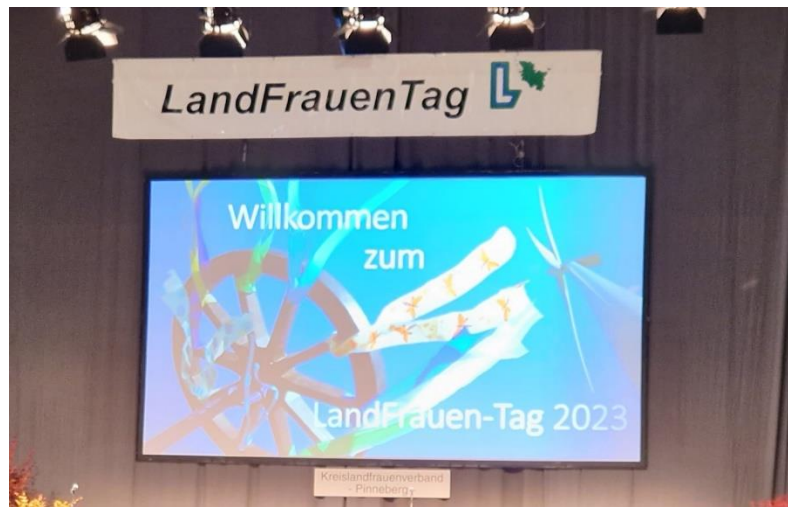 LandFrauenTag L
Willkommen
zum
LandFrauen-Tag 2023
Kreislandfrauenverband
- Pinneberg-